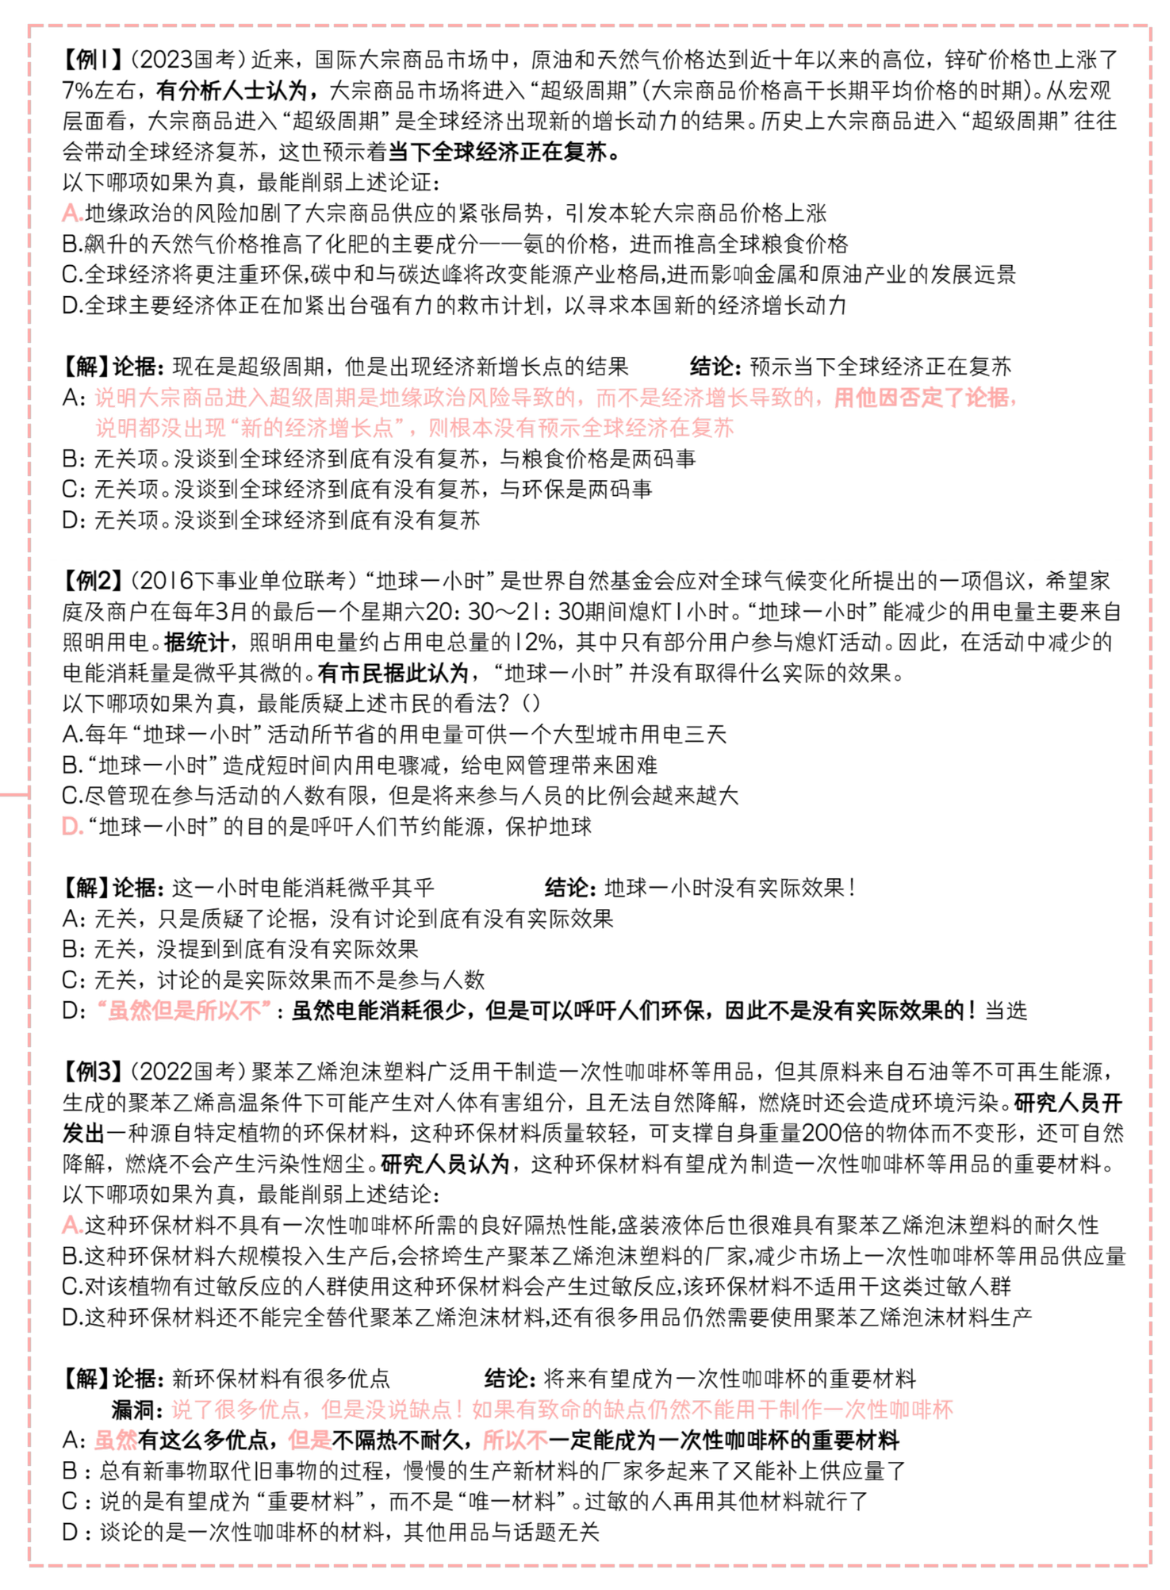 【例1】（2023国考）近来，国际大宗商品市场中，原油和天然气价格达到近十年以来的高位，锌矿价格也上涨了
7%左右，有分析人士认为，大宗商品市场将进入“超级周期”（大宗商品价格高于长期平均价格的时期）。从宏观
层面看，大宗商品进入“超级周期”是全球经济出现新的增长动力的结果。历史上大宗商品进入“超级周期”往往
会带动全球经济复苏，这也预示着当下全球经济正在复苏。
以下哪项如果为真，最能削弱上述论证：
A.地缘政治的风险加剧了大宗商品供应的紧张局势，引发本轮大宗商品价格上涨
B.飙升的天然气价格推高了化肥的主要成分——氨的价格，进而推高全球粮食价格
C.全球经济将更注重环保,碳中和与碳达峰将改变能源产业格局,进而影响金属和原油产业的发展远景
D.全球主要经济体正在加紧出台强有力的救市计划，以寻求本国新的经济增长动力
【解】论据：现在是超级周期，他是出现经济新增长点的结果 结论：预示当下全球经济正在复苏
A：说明大宗商品进入超级周期是地缘政治风险导致的，而不是经济增长导致的，用他因否定了论据，
说明都没出现“新的经济增长点”，则根本没有预示全球经济在复苏
B：无关项。没谈到全球经济到底有没有复苏，与粮食价格是两码事
C：无关项。没谈到全球经济到底有没有复苏，与环保是两码事
D：无关项。没谈到全球经济到底有没有复苏
【例2】（2016下事业单位联考）“地球一小时”是世界自然基金会应对全球气候变化所提出的一项倡议，希望家
庭及商户在每年3月的最后一个星期六20：30～21：30期间熄灯1小时。“地球一小时”能减少的用电量主要来自
照明用电。据统计，照明用电量约占用电总量的12%，其中只有部分用户参与熄灯活动。因此，在活动中减少的
电能消耗量是微乎其微的。有市民据此认为，“地球一小时”并没有取得什么实际的效果。
以下哪项如果为真，最能质疑上述市民的看法？（）
A.每年“地球一小时”活动所节省的用电量可供一个大型城市用电三天
B.“地球一小时”造成短时间内用电骤减，给电网管理带来困难
C.尽管现在参与活动的人数有限，但是将来参与人员的比例会越来越大
D.“地球一小时”的目的是呼吁人们节约能源，保护地球
【解】论据：这一小时电能消耗微乎其乎 结论：地球一小时没有实际效果！
A：无关，只是质疑了论据，没有讨论到底有没有实际效果
B：无关，没提到到底有没有实际效果
C：无关，讨论的是实际效果而不是参与人数
D：“虽然但是所以不”：虽然电能消耗很少，但是可以呼吁人们环保，因此不是没有实际效果的！当选
【例3】（2022国考）聚苯乙烯泡沫塑料广泛用于制造一次性咖啡杯等用品，但其原料来自石油等不可再生能源，
生成的聚苯乙烯高温条件下可能产生对人体有害组分，且无法自然降解，燃烧时还会造成环境污染。研究人员开
发出一种源自特定植物的环保材料，这种环保材料质量较轻，可支撑自身重量200倍的物体而不变形，还可自然
降解，燃烧不会产生污染性烟尘。研究人员认为，这种环保材料有望成为制造一次性咖啡杯等用品的重要材料。
以下哪项如果为真，最能削弱上述结论：
A.这种环保材料不具有一次性咖啡杯所需的良好隔热性能,盛装液体后也很难具有聚苯乙烯泡沫塑料的耐久性
B.这种环保材料大规模投入生产后,会挤垮生产聚苯乙烯泡沫塑料的厂家,减少市场上一次性咖啡杯等用品供应量
C.对该植物有过敏反应的人群使用这种环保材料会产生过敏反应,该环保材料不适用于这类过敏人群
D.这种环保材料还不能完全替代聚苯乙烯泡沫材料,还有很多用品仍然需要使用聚苯乙烯泡沫材料生产
【解】论据：新环保材料有很多优点 结论：将来有望成为一次性咖啡杯的重要材料
漏洞：说了很多优点，但是没说缺点！如果有致命的缺点仍然不能用于制作一次性咖啡杯
A：虽然有这么多优点，但是不隔热不耐久，所以不一定能成为一次性咖啡杯的重要材料
B：总有新事物取代旧事物的过程，慢慢的生产新材料的厂家多起来了又能补上供应量了
C：说的是有望成为“重要材料”，而不是“唯一材料”。过敏的人再用其他材料就行了
D：谈论的是一次性咖啡杯的材料，其他用品与话题无关